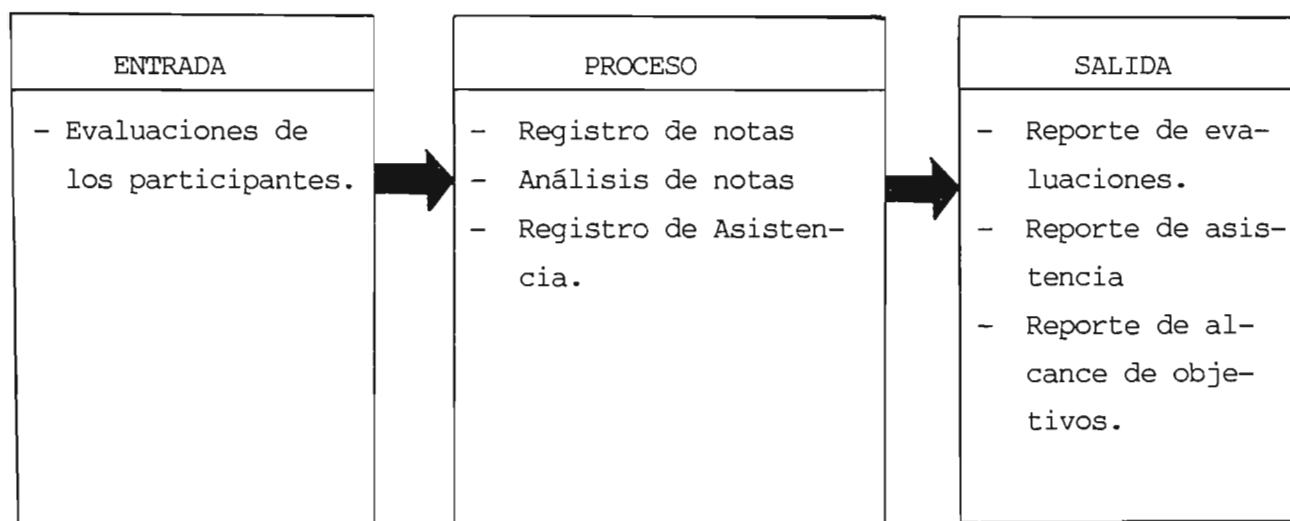 ENTRADA
- Evaluaciones de
los participantes.
PROCESO
- Registro de notas
- Análisis de notas
- Registro de Asisten-
cia.
SALIDA
- Reporte de eva-
luaciones.
- Reporte de asis-
tencia
- Reporte de al-
cance de obje-
tivos.